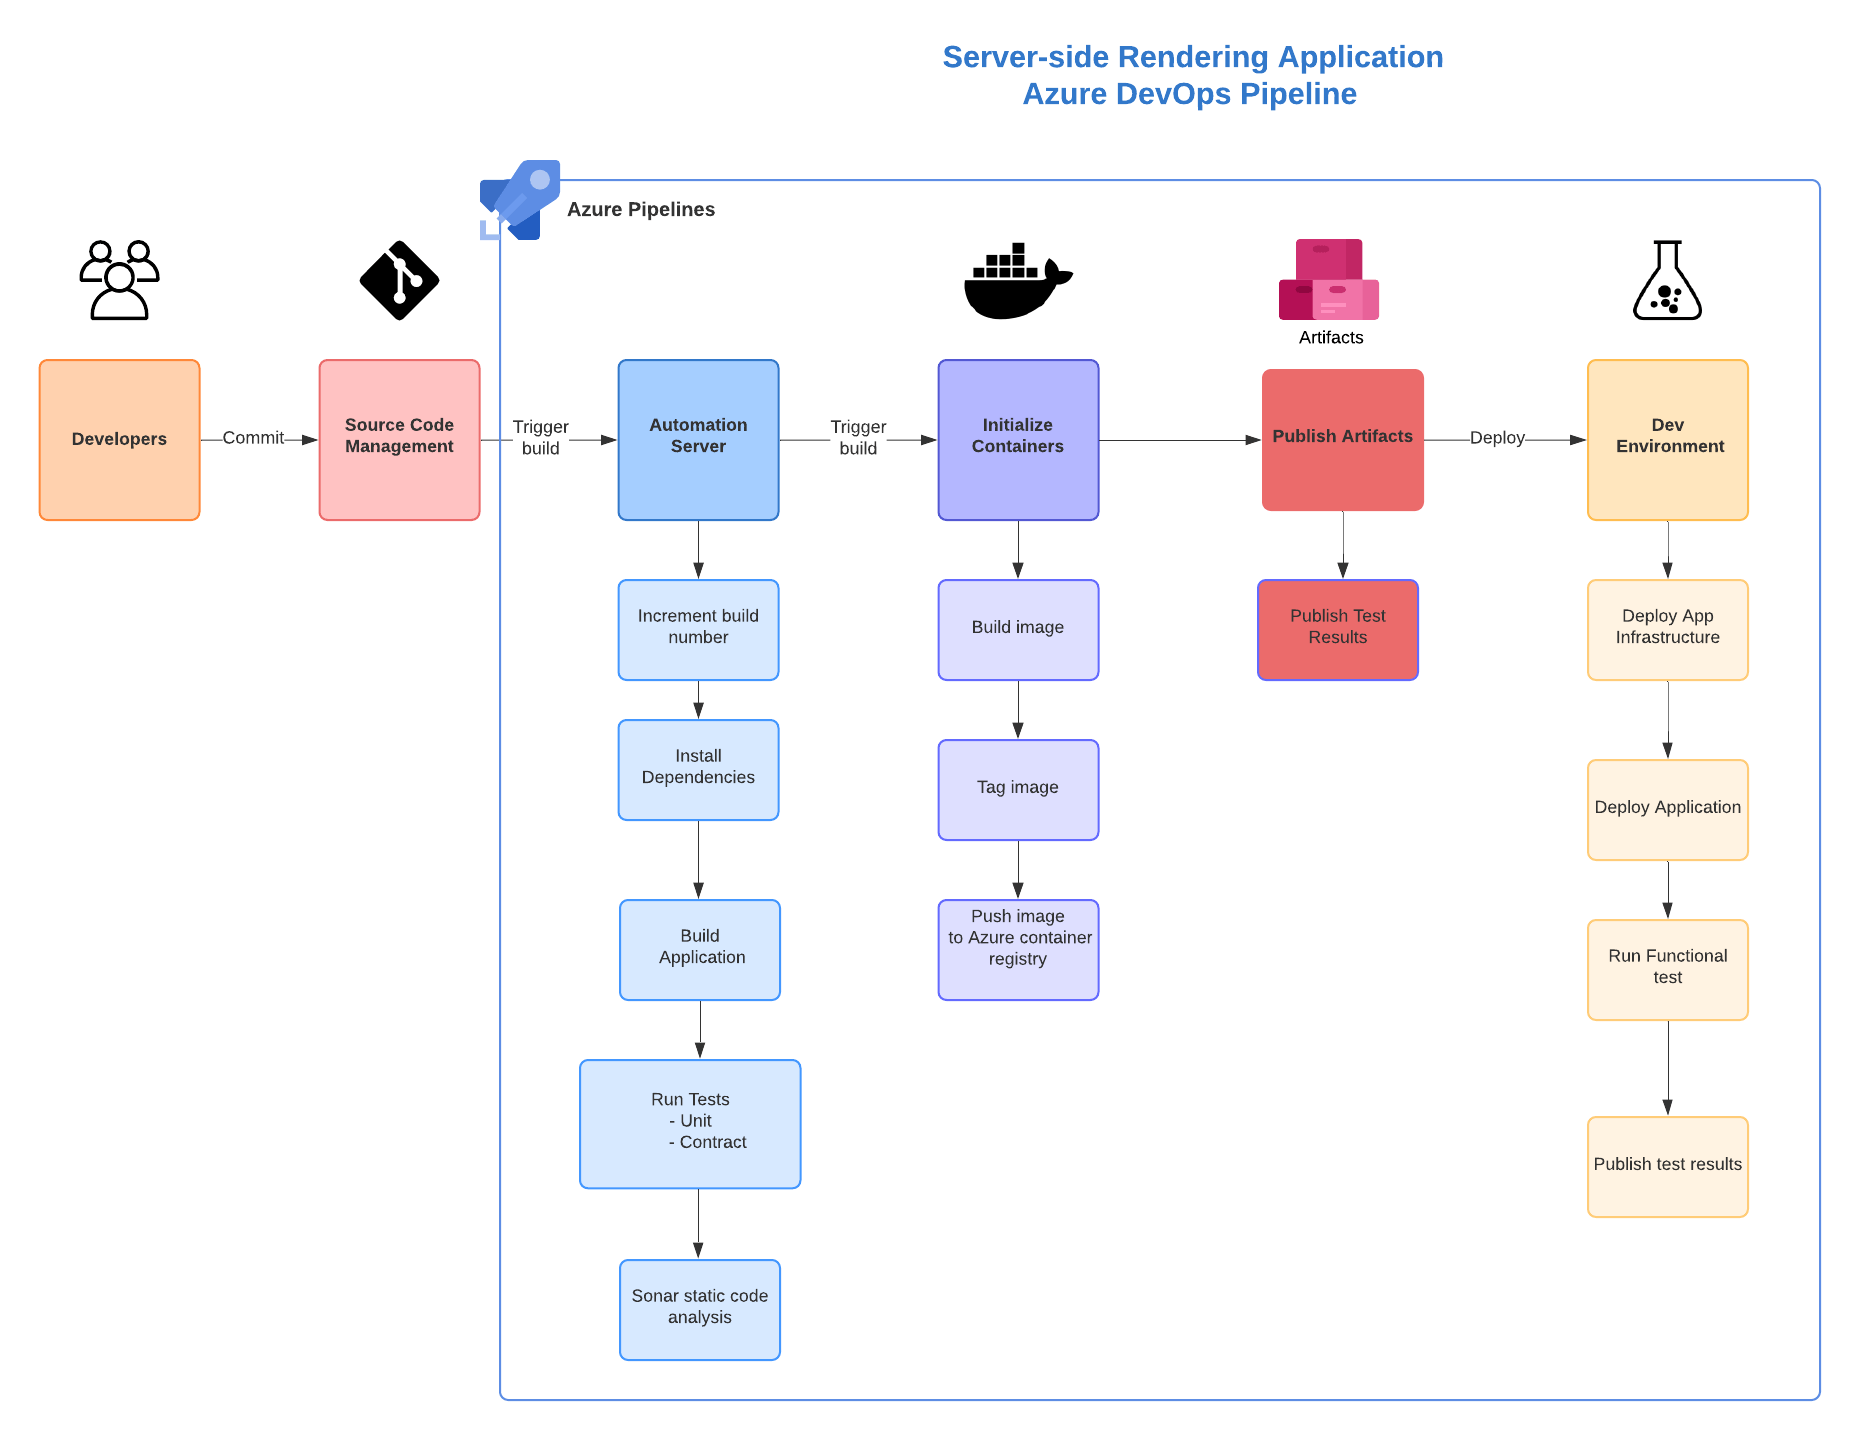 Server-side Rendering Application
Azure DevOps Pipeline
Azure Pipelines
Artifacts
Developers
Commit
Source Code
Management
Trigger
build
Automation
Server
Trigger
build
Initialize
Containers
Publish Artifacts
Deploy
Dev
Environment
Increment build
number
Install
Dependencies
Build
Application
Run Tests
- Unit
- Contract
Sonar static code
analysis
Build image
Tag image
Push image
to Azure container
registry
Publish Test
Results
Deploy App
Infrastructure
Deploy Application
Run Functional
test
Publish test results